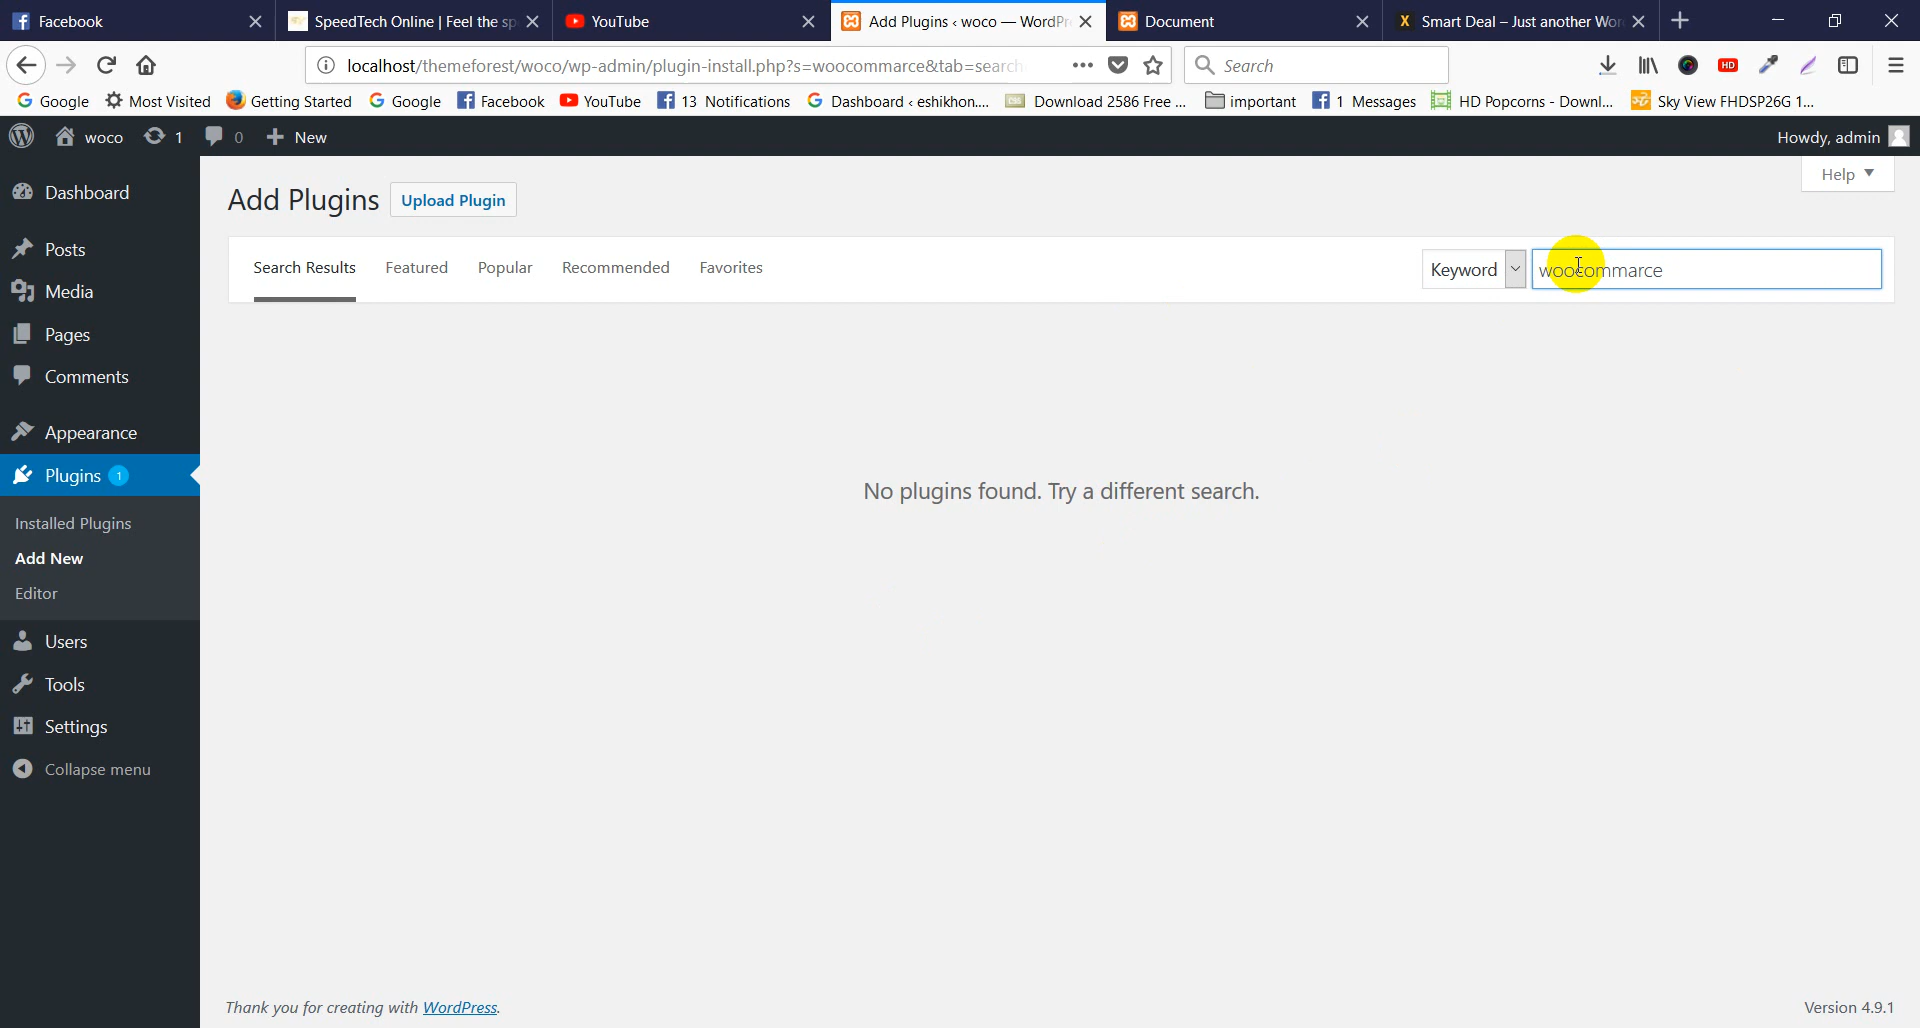 Facebook
SpeedTech Online | Feel the sp
YouTube
Add Plugins ‹ woco — WordPr
Document
X Smart Deal – Just another Wor
localhost/themeforest/woco/wp-admin/plugin-install.php?s=woocommarce&tab=search
Search
HD
Google
Most Visited
Getting Started
Google
Facebook
YouTube
13 Notifications
Dashboard ‹ eshikhon....
Download 2586 Free ...
important
1 Messages
HD Popcorns - Downl...
Sky View FHDSP26G 1...
woco
1
0
New
Howdy, admin
Dashboard
Posts
Media
Pages
Comments
Appearance
Plugins 1
Installed Plugins
Add New
Editor
Users
Tools
Settings
Collapse menu
Help
Add Plugins
Upload Plugin
Search Results
Featured
Popular
Recommended
Favorites
Keyword
woocommarce
No plugins found. Try a different search.
Thank you for creating with WordPress.
Version 4.9.1